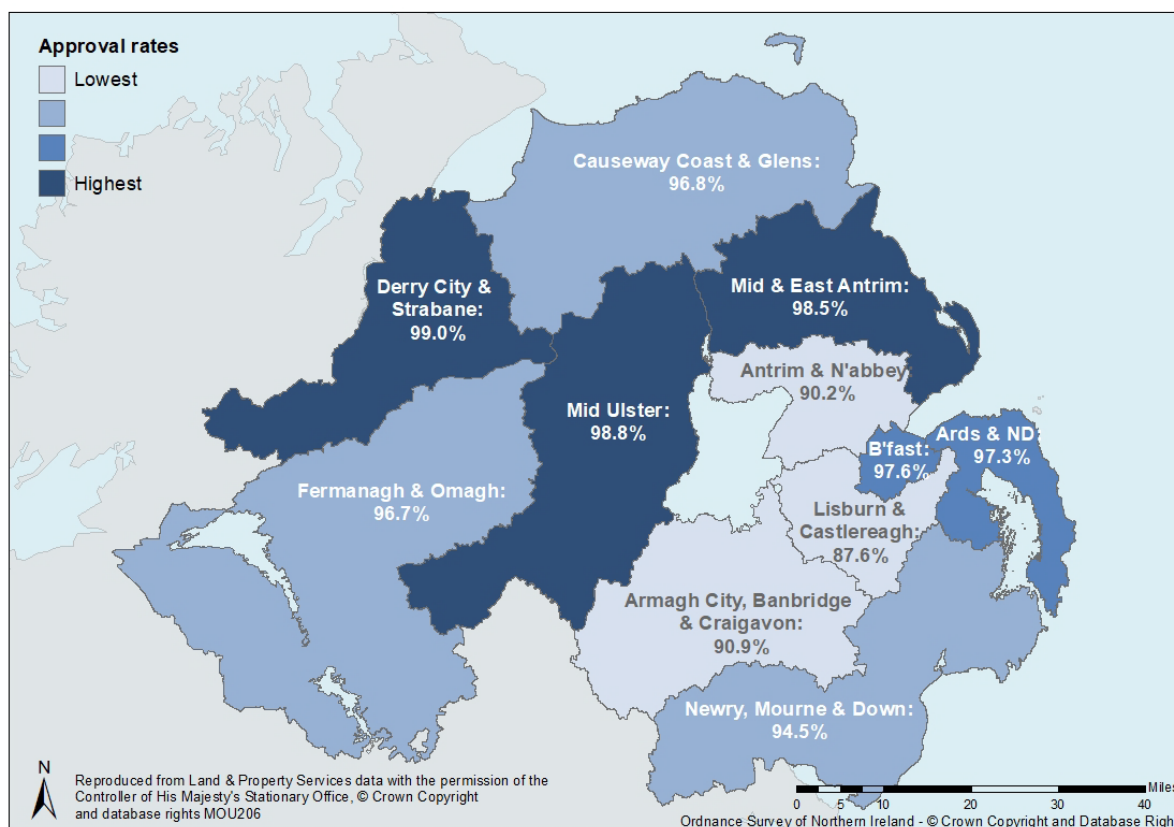 Approval rates
Lowest
Highest
Causeway Coast & Glens:
96.8%
Derry City &
Strabane:
99.0%
Mid & East Antrim:
98.5%
Antrim & N'abbey
90.2%
Mid Ulster:
98.8%
B'fast:
97.6%
Ards & ND:
97.3%
Fermanagh & Omagh:
96.7%
Lisburn &
Castlereagh:
87.6%
Armagh City, Banbridge
& Craigavon:
90.9%
Newry, Mourne & Down:
94.5%
N
Reproduced from Land & Property Services data with the permission of the
Controller of His Majesty's Stationary Office, © Crown Copyright
and database rights MOU206
Miles
0 5 10 20 30 40
Ordnance Survey of Northern Ireland - © Crown Copyright and Database Right